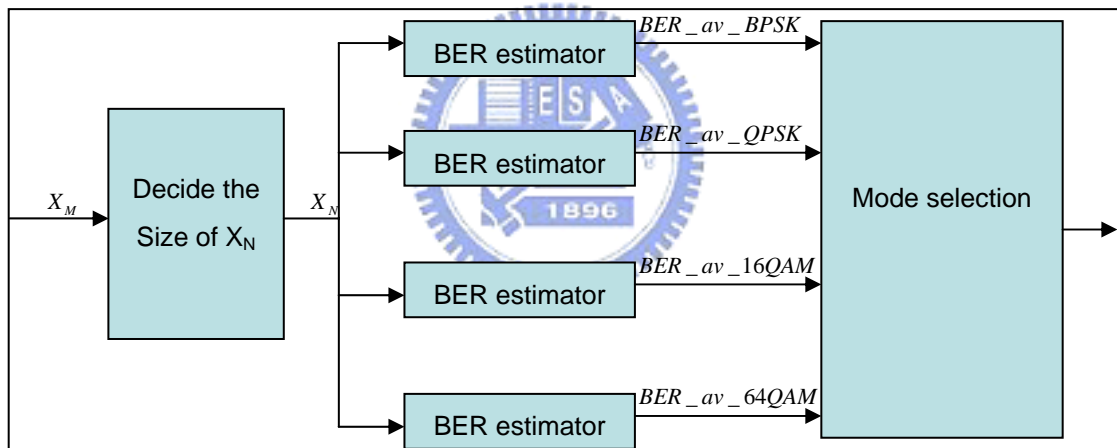 BER estimator
BER_av_BPSK
BER estimator
BER_av_QPSK
X_M
Decide the
Size of X_N
X_N
Mode selection
ESA
1896
BER estimator
BER_av_16QAM
BER estimator
BER_av_64QAM